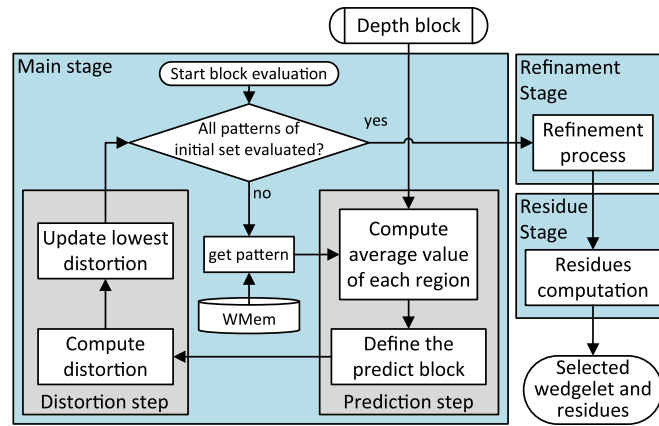 Depth block
Main stage
Start block evaluation
All patterns of
initial set evaluated?
yes
no
Refinament
Stage
Refinement
process
Update lowest
distortion
get pattern
WMem
Compute
average value
of each region
Residue
Stage
Residues
computation
Compute
distortion
Define the
predict block
Distortion step
Prediction step
Selected
wedgelet and
residues